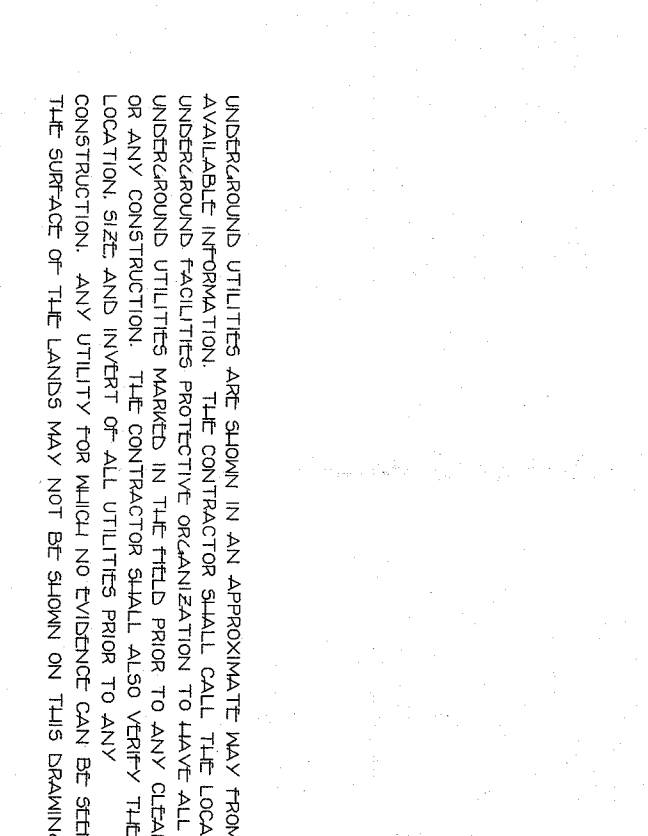 UNDERGROUND UTILITIES ARE SHOWN IN AN APPROXIMATE WAY FROM
AVAILABLE INFORMATION. THE CONTRACTOR SHALL CALL THE LOCA
UNDERGROUND FACILITIES PROTECTIVE ORGANIZATION TO HAVE ALL
UNDERGROUND UTILITIES MARKED IN THE FIELD PRIOR TO ANY CLEA
OR ANY CONSTRUCTION. THE CONTRACTOR SHALL ALSO VERIFY THE
LOCATION, SIZE, AND INVERT OF ALL UTILITIES PRIOR TO ANY
CONSTRUCTION. ANY UTILITY FOR WHICH NO EVIDENCE CAN BE SEE
THE SURFACE OF THE LANDS MAY NOT BE SHOWN ON THIS DRAWIN